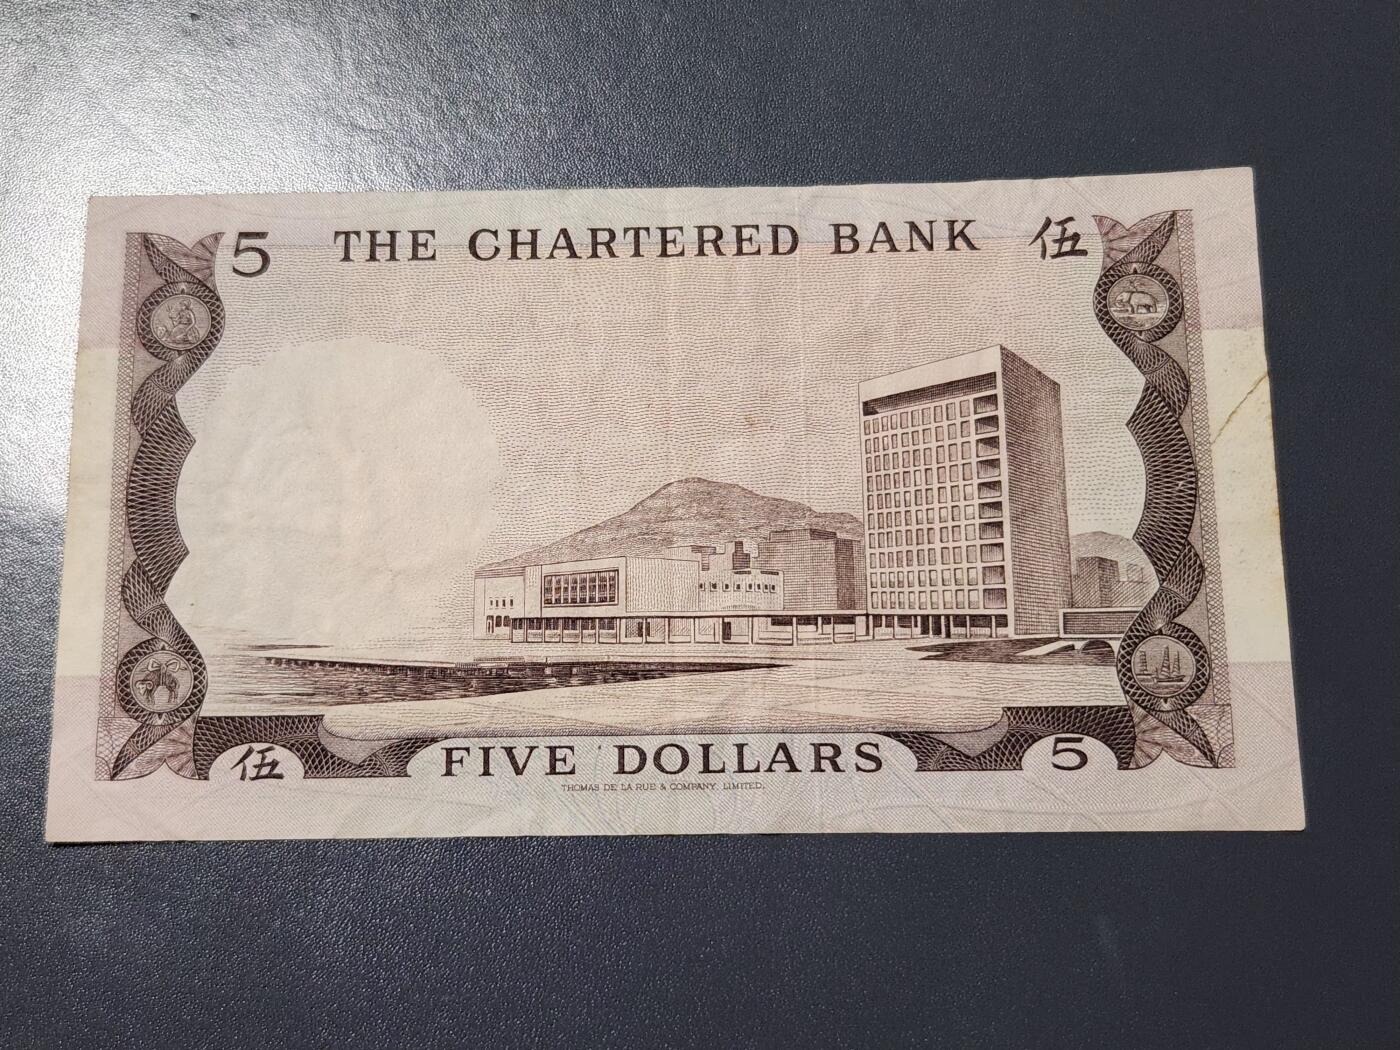 5 THE CHARTERED BANK 伍
伍 FIVE DOLLARS 5
THOMAS DE LA RUE & COMPANY, LIMITED.